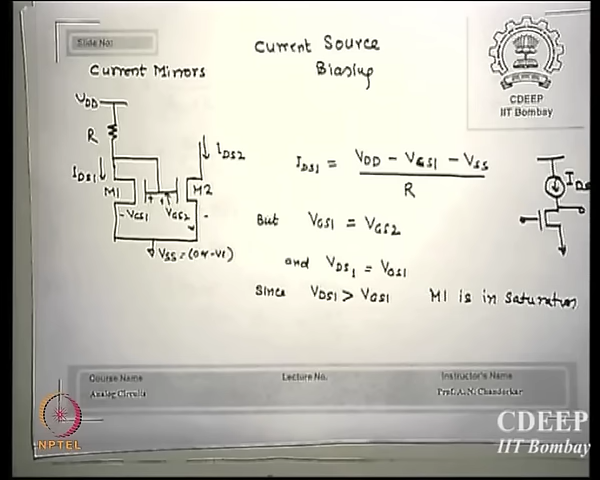 Slide No:
Current Source
Biasing
Current Mirrors
CDEEP
IIT Bombay
VDD
R
IDS1
IDS2
M1
M2
- VGS1
VGS2 -
VSS = (0 or -ve)
IDS1 = VDD - VGS1 - VSS
R
But VGS1 = VGS2
and VDS1 = VGS1
Since VDS1 > VGS1 M1 is in Saturation
IDS
Course Name
Analog Circuits
Lecture No.
Instructor's Name
Prof. A. N. Chandorkar
NPTEL
CDEEP
IIT Bombay